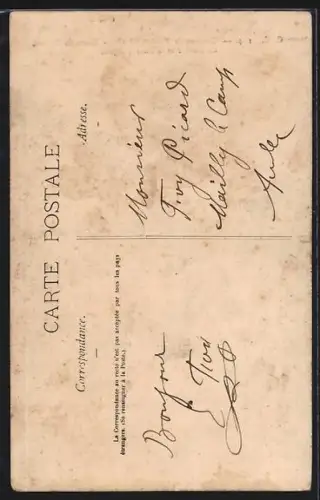 CARTE POSTALE
Correspondance.
Adresse.
La Correspondance au recto n'est pas acceptée par tous les pays
étrangers. (Se renseigner à la Poste.)
Bonjour
Monsieur
Picard
Mailly le Camp
Aube